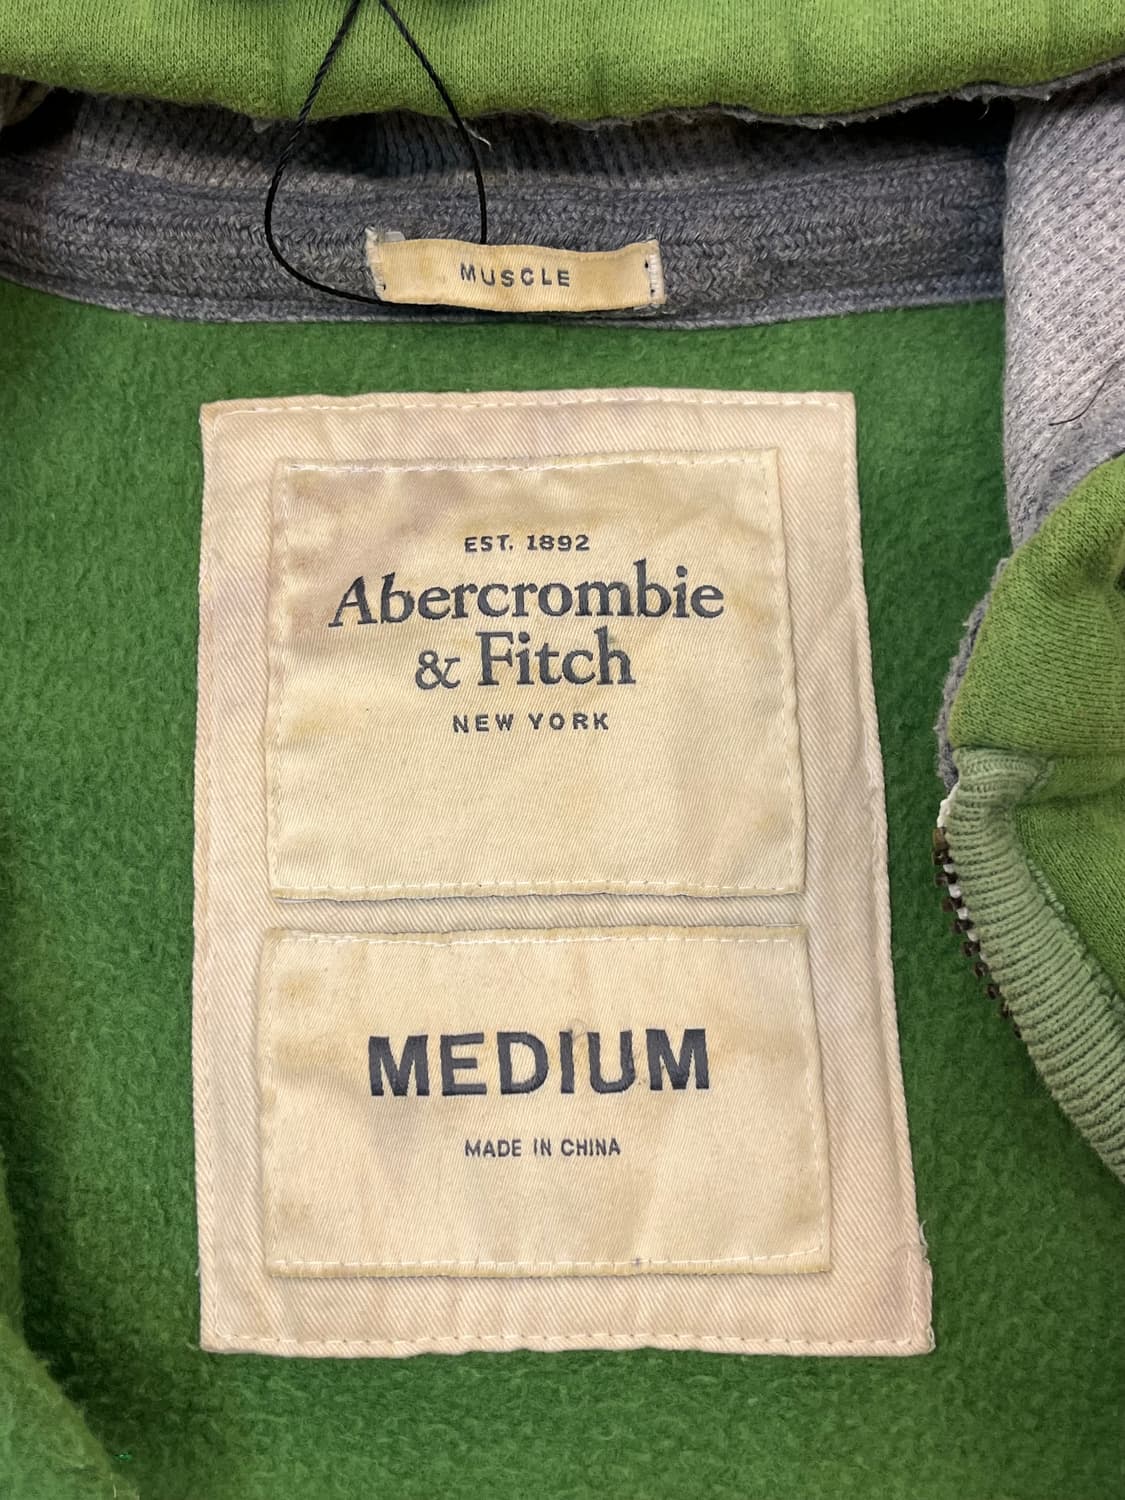 MUSCLE
EST. 1892
Abercrombie
& Fitch
NEW YORK
MEDIUM
MADE IN CHINA